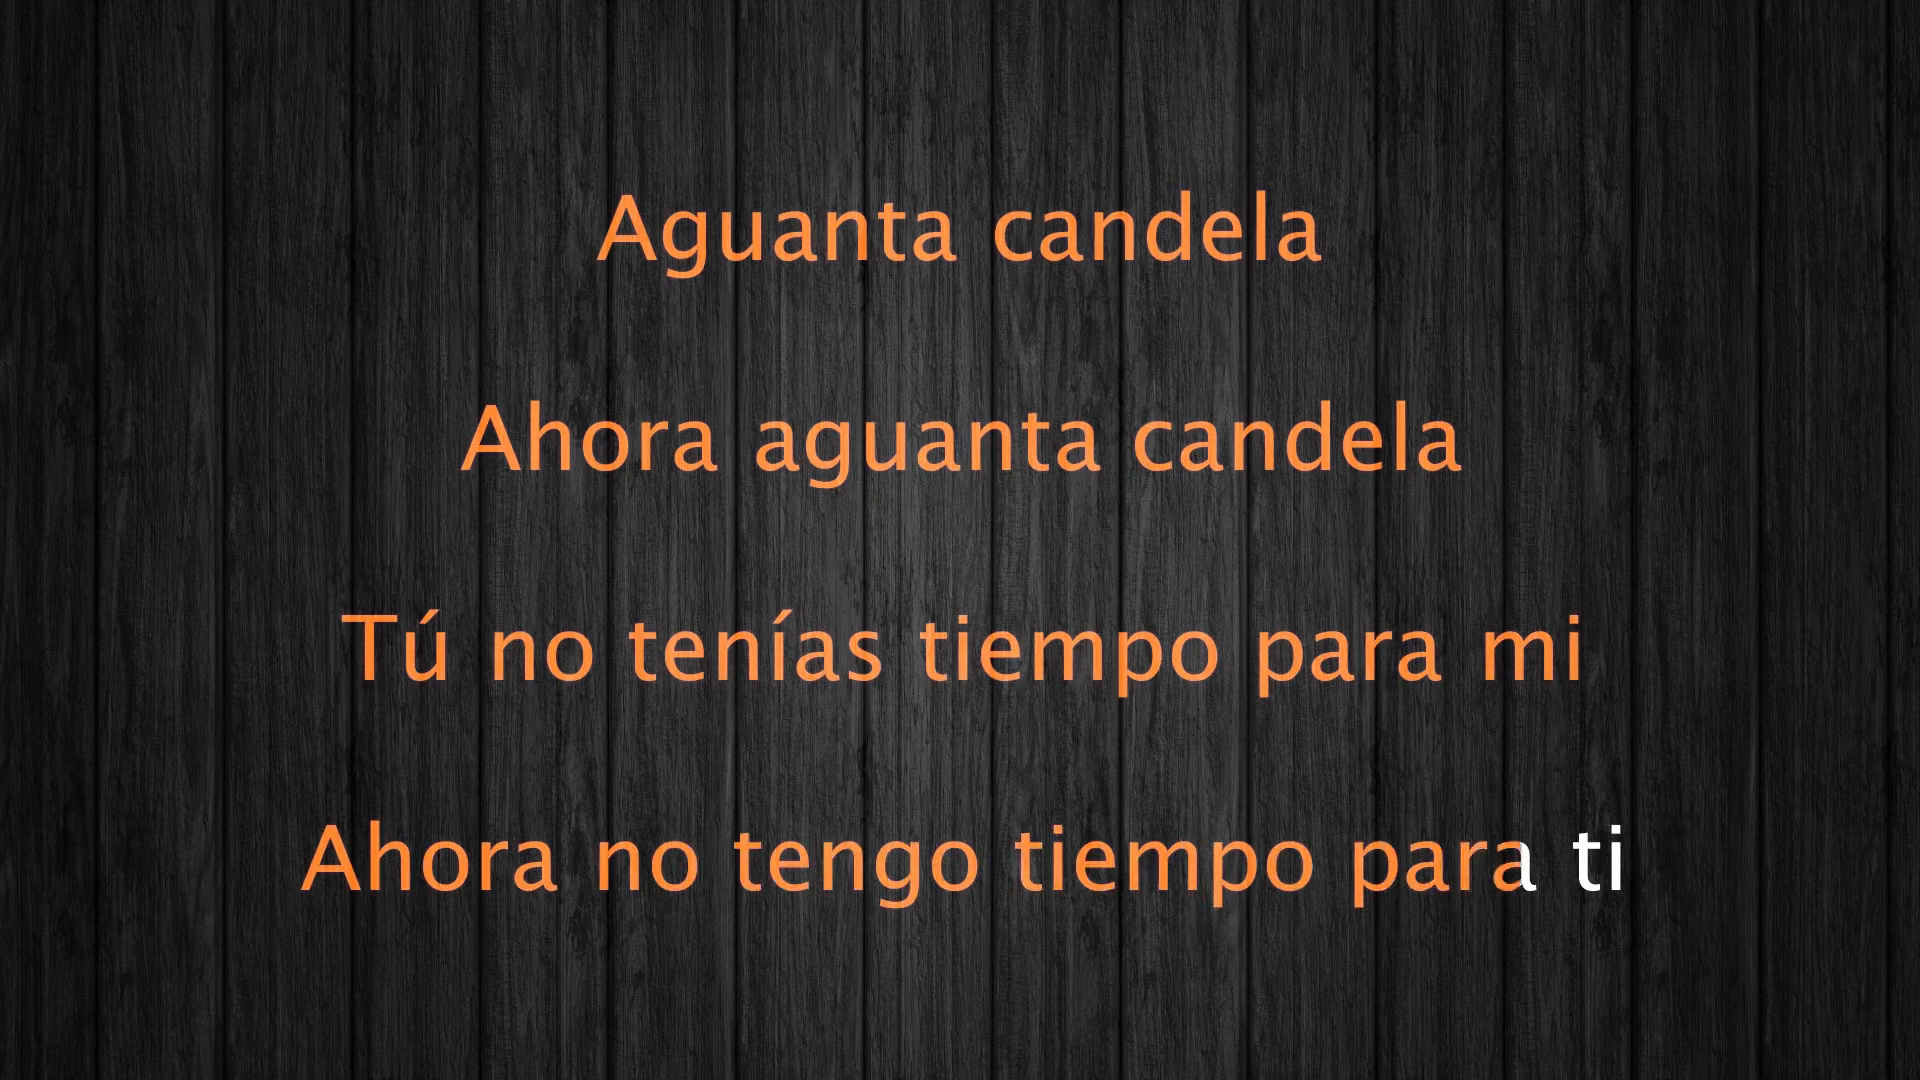 Aguanta candela
Ahora aguanta candela
Tú no tenías tiempo para mi
Ahora no tengo tiempo para ti